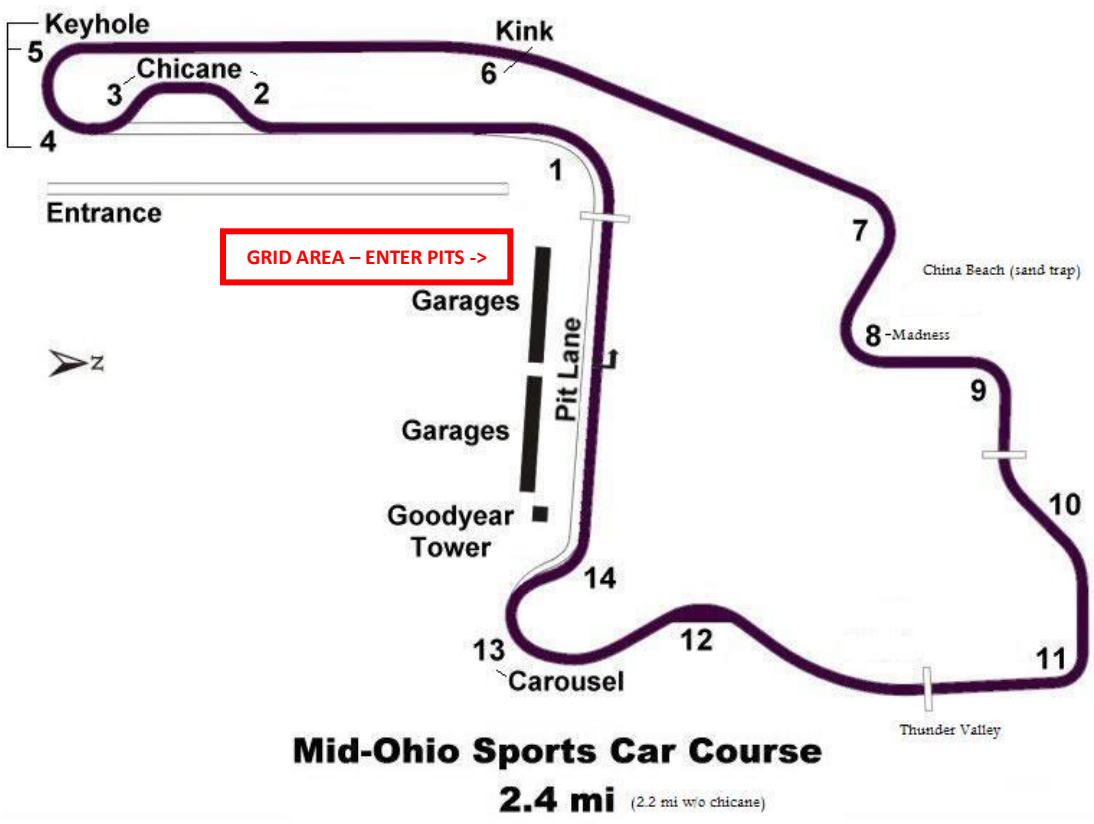 Keyhole
Kink
5
Chicane
6
3
2
4
1
Entrance
7
GRID AREA – ENTER PITS ->
China Beach (sand trap)
Garages
8
-Madness
Z
Pit Lane
9
Garages
10
Goodyear
Tower
14
12
13
11
Carousel
Thunder Valley
Mid-Ohio Sports Car Course
2.4 mi (2.2 mi w/o chicane)